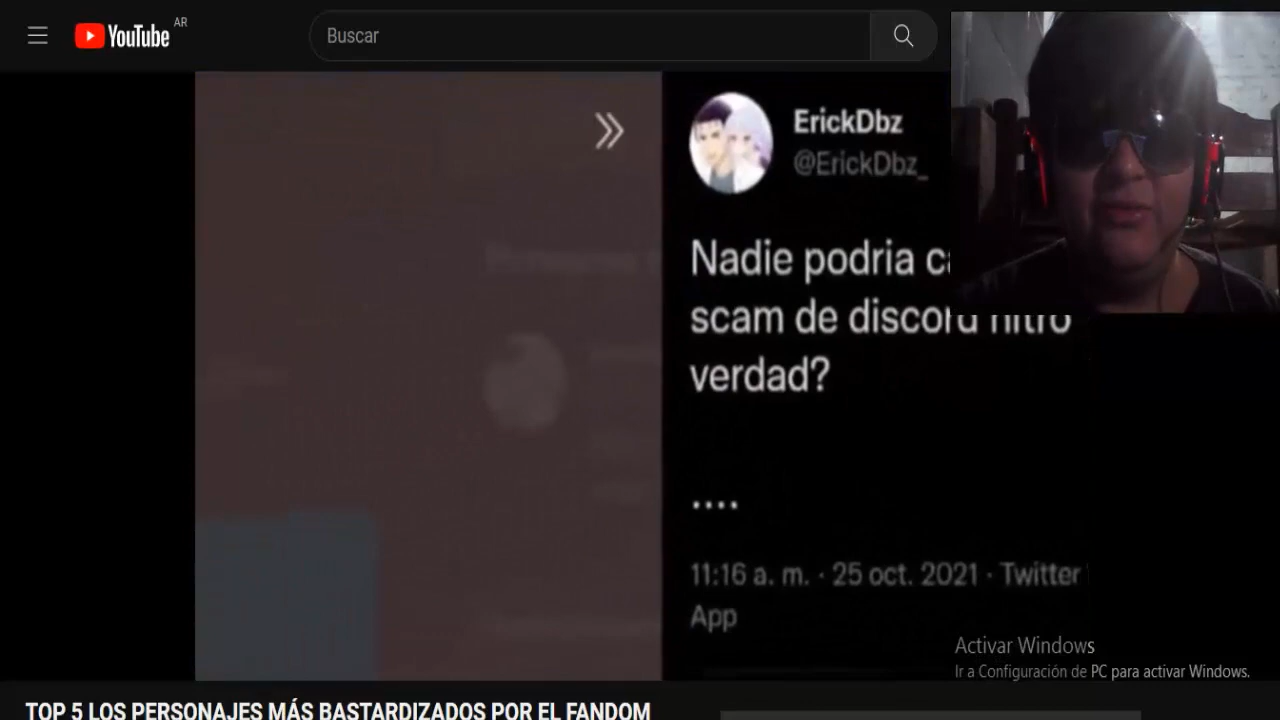 YouTube
AR
Buscar
ErickDbz
@ErickDbz_
Nadie podria
scam de discord nitro
verdad?
....
11:16 a. m. · 25 oct. 2021 · Twitter
App
Activar Windows
Ir a Configuración de PC para activar Windows.
TOP 5 LOS PERSONAJES MÁS BASTARDIZADOS POR EL FANDOM